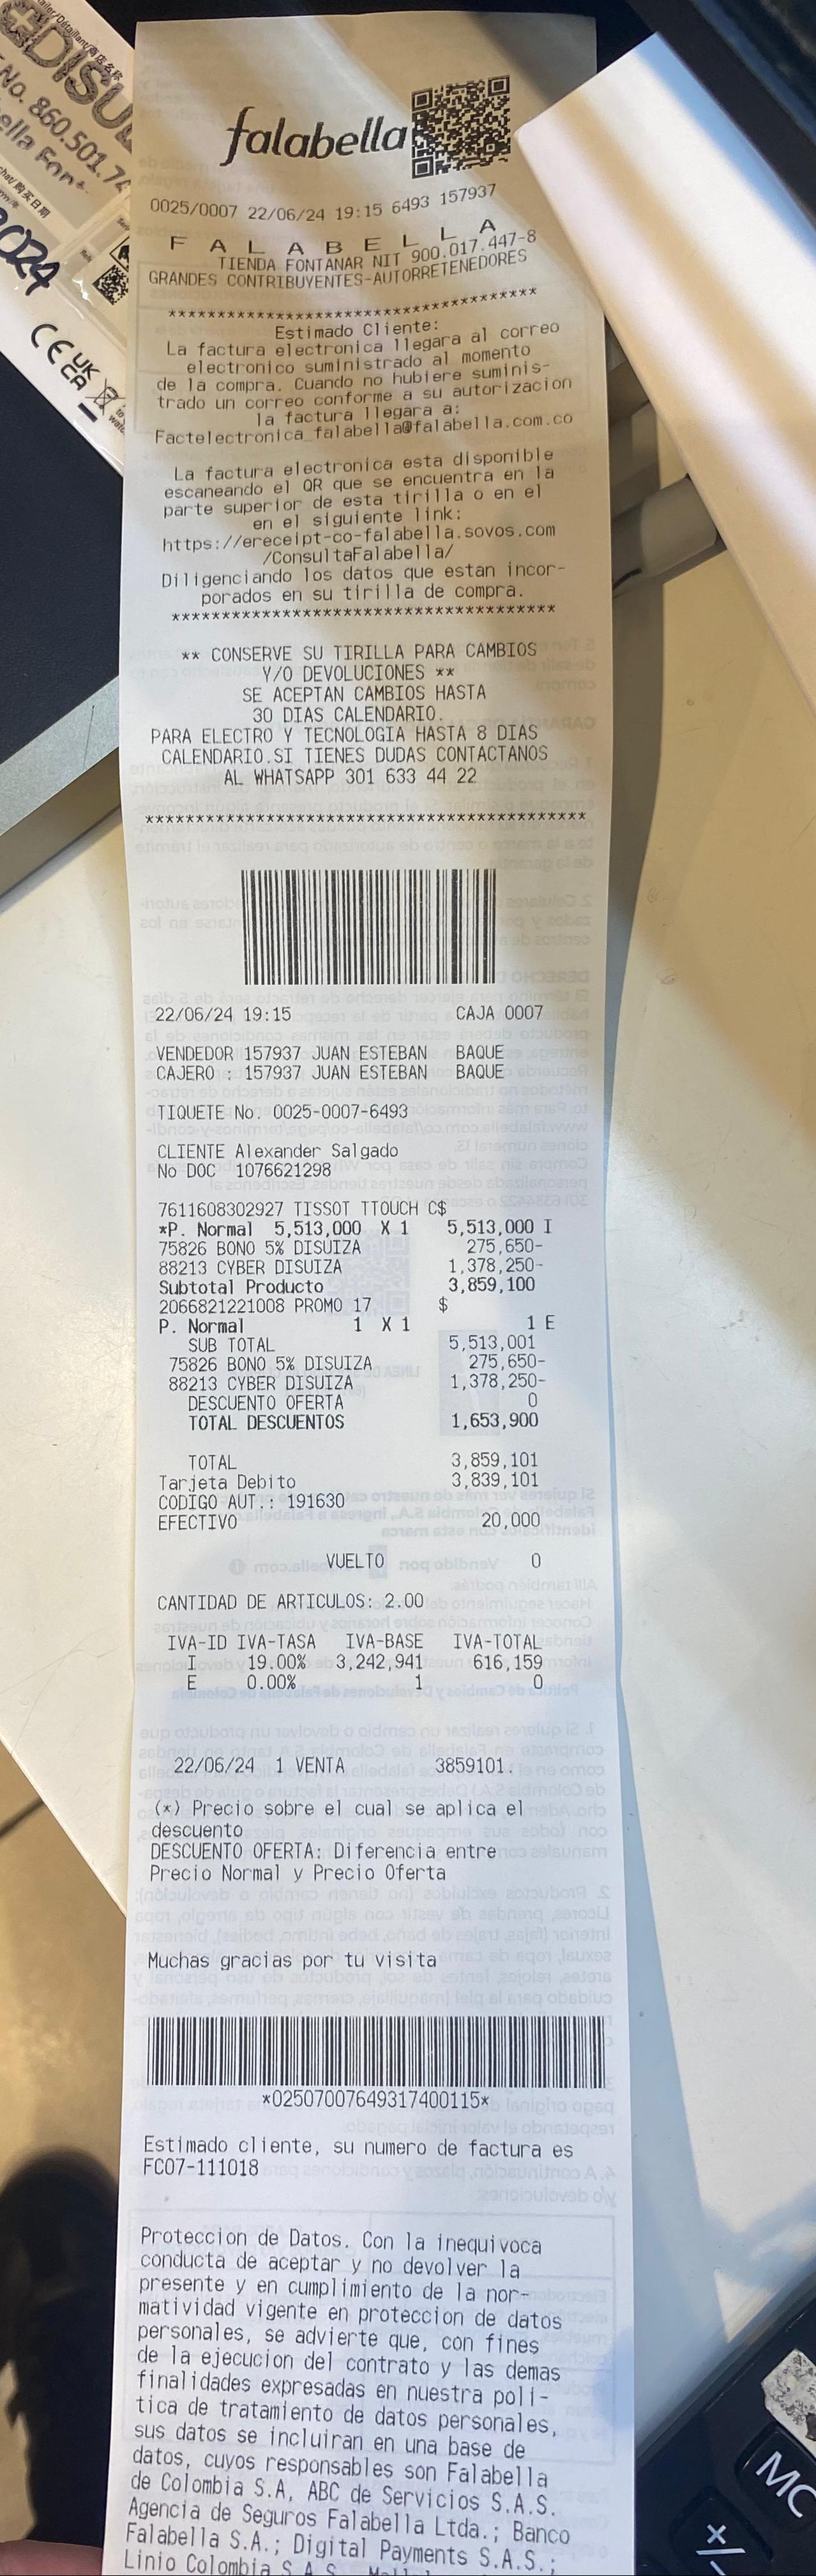 falabella
0025/0007 22/06/24 19:15 6493 157937
F A L A B E L L A
TIENDA FONTANAR NIT 900.017.447-8
GRANDES CONTRIBUYENTES-AUTORRETENEDORES
*************************************
Estimado Cliente:
La factura electronica llegara al correo
electronico suministrado al momento
de la compra. Cuando no hubiere suminis-
trado un correo conforme a su autorizacion
la factura llegara a:
Factelectronica_falabella@falabella.com.co
La factura electronica esta disponible
escaneando el QR que se encuentra en la
parte superior de esta tirilla o en el
en el siguiente link:
https://ereceipt-co-falabella.sovos.com
/ConsultaFalabella/
Diligenciando los datos que estan incor-
porados en su tirilla de compra.
**************************************
** CONSERVE SU TIRILLA PARA CAMBIOS
Y/O DEVOLUCIONES **
SE ACEPTAN CAMBIOS HASTA
30 DIAS CALENDARIO.
PARA ELECTRO Y TECNOLOGIA HASTA 8 DIAS
CALENDARIO.SI TIENES DUDAS CONTACTANOS
AL WHATSAPP 301 633 44 22
********************************************
22/06/24 19:15 CAJA 0007
VENDEDOR 157937 JUAN ESTEBAN BAQUE
CAJERO : 157937 JUAN ESTEBAN BAQUE
TIQUETE No. 0025-0007-6493
CLIENTE Alexander Salgado
No DOC 1076621298
7611608302927 TISSOT TTOUCH C$
*P. Normal 5,513,000 X 1 5,513,000 I
75826 BONO 5% DISUIZA 275,650-
88213 CYBER DISUIZA 1,378,250-
Subtotal Producto 3,859,100
2066821221008 PROMO 17 $
P. Normal 1 X 1 1 E
SUB TOTAL 5,513,001
75826 BONO 5% DISUIZA 275,650-
88213 CYBER DISUIZA 1,378,250-
DESCUENTO OFERTA 0
TOTAL DESCUENTOS 1,653,900
TOTAL 3,859,101
Tarjeta Debito 3,839,101
CODIGO AUT.: 191630
EFECTIVO 20,000
VUELTO 0
CANTIDAD DE ARTICULOS: 2.00
IVA-ID IVA-TASA IVA-BASE IVA-TOTAL
I 19.00% 3,242,941 616,159
E 0.00% 1 0
22/06/24 1 VENTA 3859101.
(*) Precio sobre el cual se aplica el
descuento
DESCUENTO OFERTA: Diferencia entre
Precio Normal y Precio Oferta
Muchas gracias por tu visita
*02507007649317400115*
Estimado cliente, su numero de factura es
FC07-111018
Proteccion de Datos. Con la inequivoca
conducta de aceptar y no devolver la
presente y en cumplimiento de la nor-
matividad vigente en proteccion de datos
personales, se advierte que, con fines
de la ejecucion del contrato y las demas
finalidades expresadas en nuestra poli-
tica de tratamiento de datos personales,
sus datos se incluiran en una base de
datos, cuyos responsables son Falabella
de Colombia S.A, ABC de Servicios S.A.S.
Agencia de Seguros Falabella Ltda.; Banco
Falabella S.A.; Digital Payments S.A.S.;
Linio Colombia S.A.S.
No. 860.501.74
2024
CE UK CA
MC
+/-